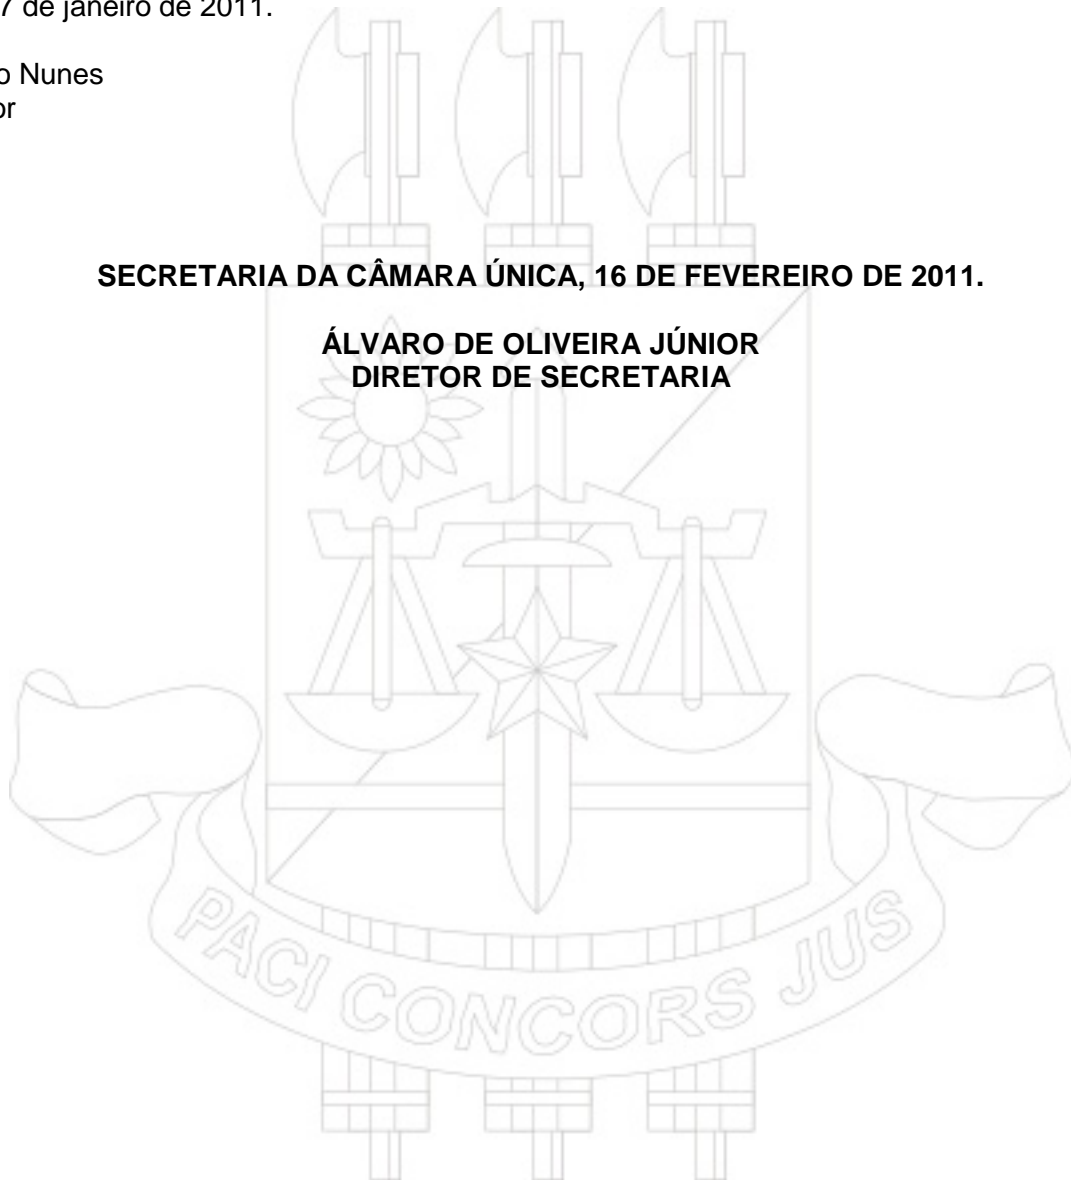 7 de janeiro de 2011.
o Nunes
or
SECRETARIA DA CÂMARA ÚNICA, 16 DE FEVEREIRO DE 2011.
ÁLVARO DE OLIVEIRA JÚNIOR
DIRETOR DE SECRETARIA
PACI CONCORS JUS